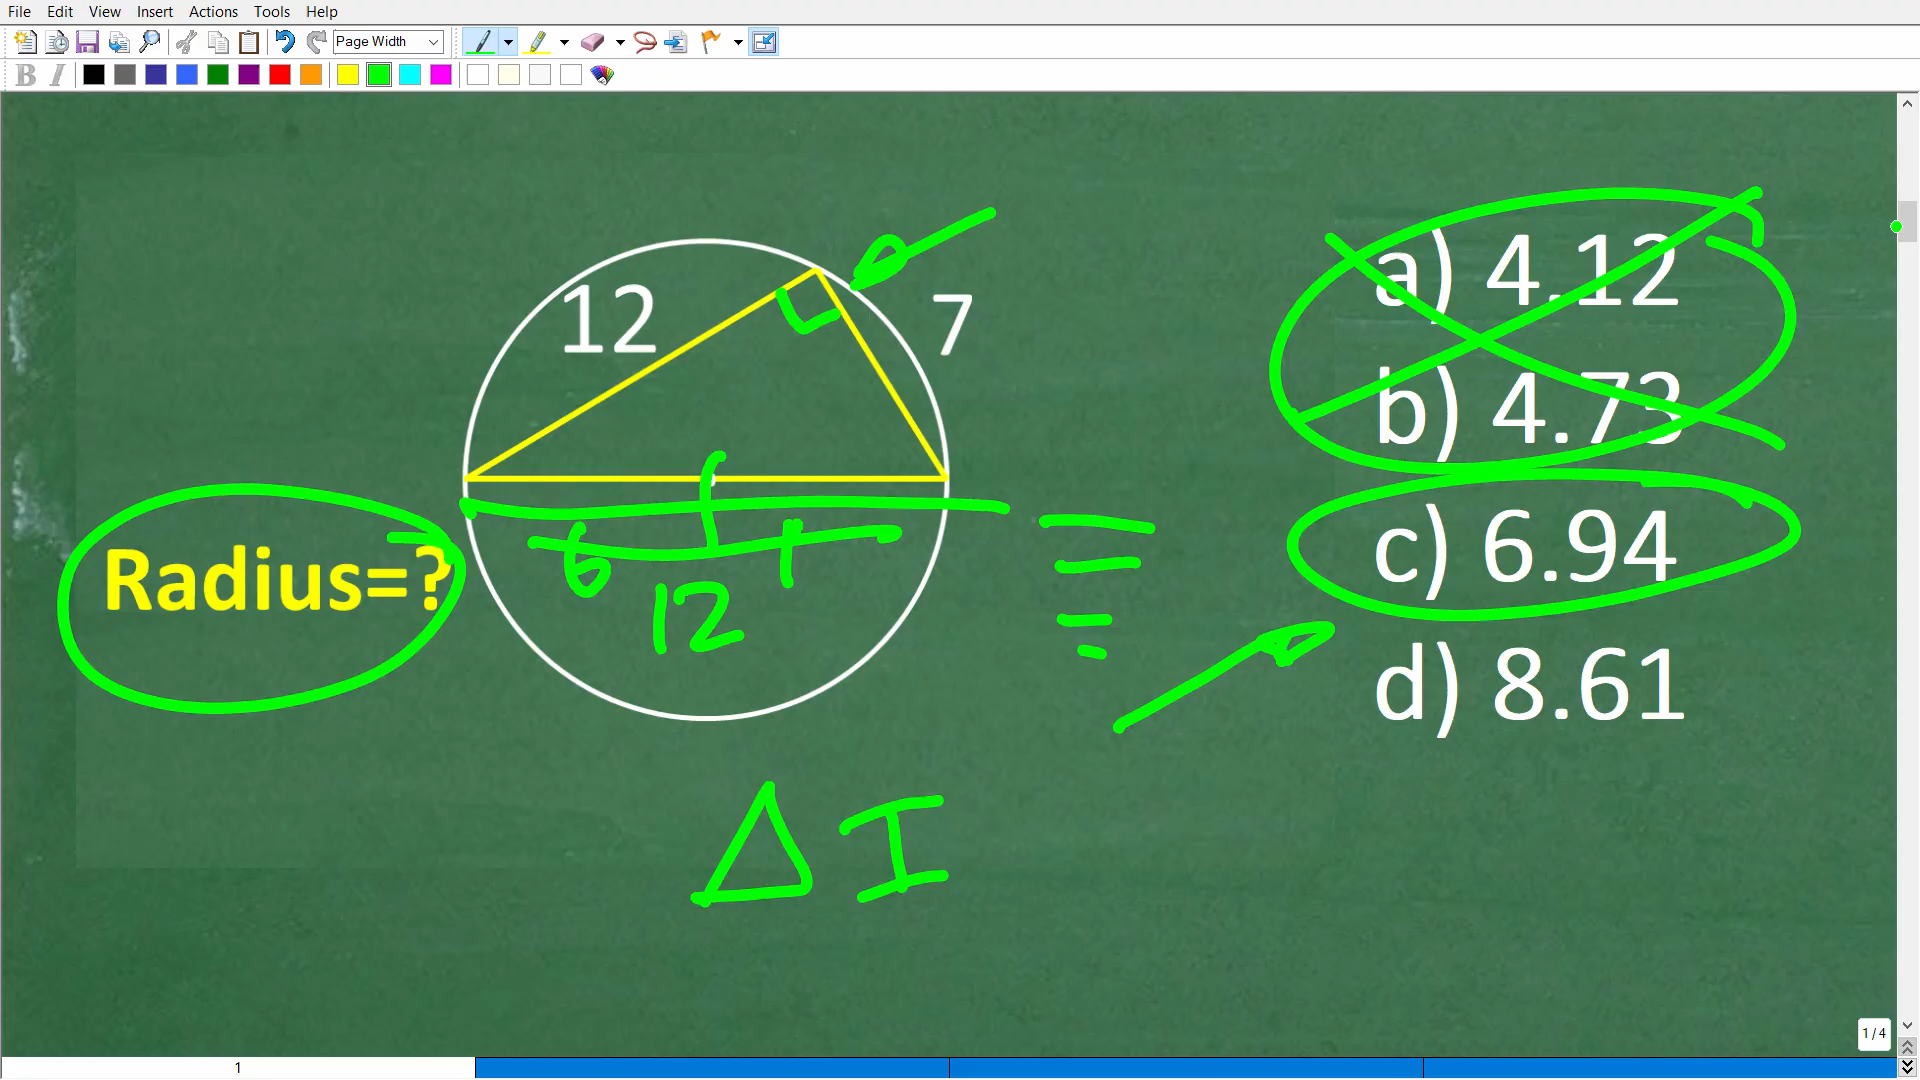 File Edit View Insert Actions Tools Help
Page Width
B I
12
7
a) 4.12
b) 4.73
c) 6.94
d) 8.61
Radius=?
6
12
Δ I
1 / 4
1